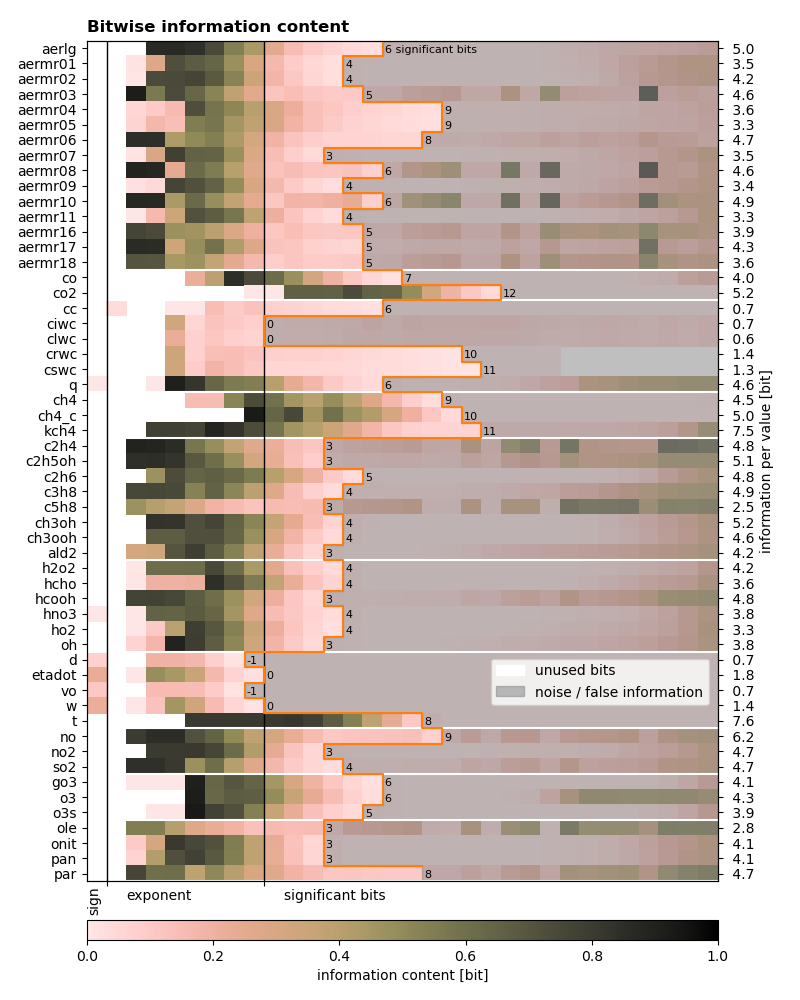 Bitwise information content
aerlg 6 significant bits 5.0
aermr01 4 3.5
aermr02 4 4.2
aermr03 5 4.6
aermr04 9 3.6
aermr05 9 3.3
aermr06 8 4.7
aermr07 3 3.5
aermr08 6 4.6
aermr09 4 3.4
aermr10 6 4.9
aermr11 4 3.3
aermr16 5 3.9
aermr17 5 4.3
aermr18 5 3.6
co 7 4.0
co2 12 5.2
cc 6 0.7
ciwc 0 0.7
clwc 0 0.6
crwc 10 1.4
cswc 11 1.3
q 6 4.6
ch4 9 4.5
ch4_c 10 5.0
kch4 11 7.5
c2h4 3 4.8
c2h5oh 3 5.1
c2h6 5 4.8
c3h8 4 4.9
c5h8 3 2.5
ch3oh 4 5.2
ch3ooh 4 4.6
ald2 3 4.2
h2o2 4 4.2
hcho 4 3.6
hcooh 3 4.8
hno3 4 3.8
ho2 4 3.3
oh 3 3.8
d -1 0.7
etadot 0 1.8
vo -1 0.7
w 0 1.4
t 8 7.6
no 9 6.2
no2 3 4.7
so2 4 4.7
go3 6 4.1
o3 6 4.3
o3s 5 3.9
ole 3 2.8
onit 3 4.1
pan 3 4.1
par 8 4.7
information per value [bit]
unused bits
noise / false information
sign exponent significant bits
0.0 0.2 0.4 0.6 0.8 1.0
information content [bit]